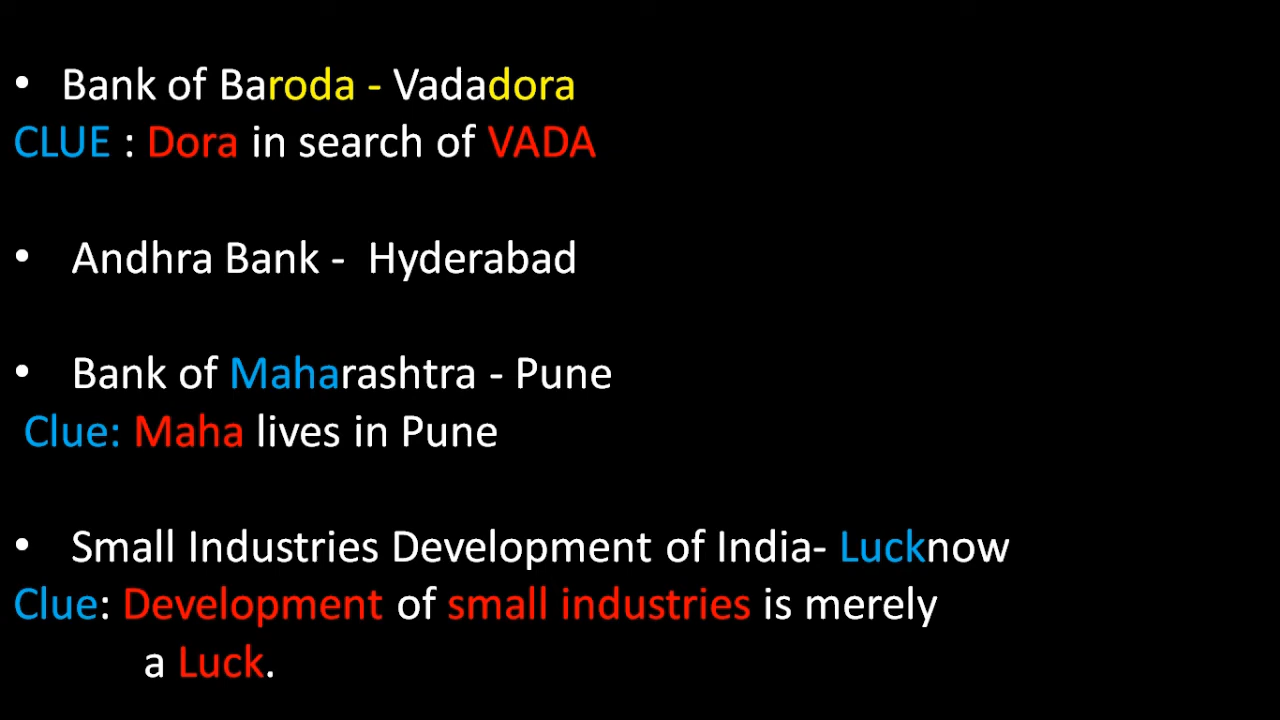 • Bank of Baroda - Vadadora
CLUE : Dora in search of VADA
• Andhra Bank - Hyderabad
• Bank of Maharashtra - Pune
Clue: Maha lives in Pune
• Small Industries Development of India- Lucknow
Clue: Development of small industries is merely
a Luck.